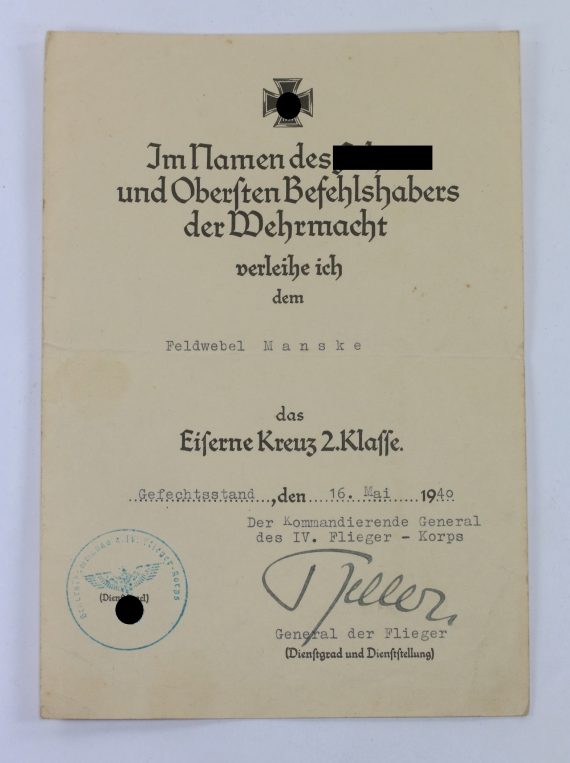 Im Namen des
und Oberſten Befehlshabers
der Wehrmacht
verleihe ich
dem
Feldwebel M a n s k e
das
Eiſerne Kreuz 2.Klaſſe.
Gefechtsstand ,den 16. Mai 1940
Der Kommandierende General
des IV. Flieger - Korps
General der Flieger
(Dienſtgrad und Dienſtſtellung)